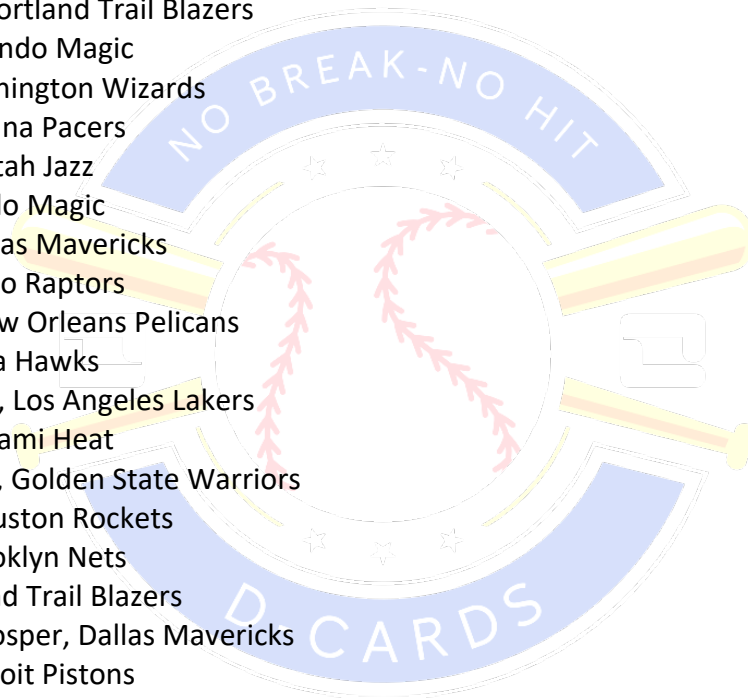 ortland Trail Blazers
ndo Magic
NO BREAK-NO HIT
hington Wizards
na Pacers
tah Jazz
lo Magic
as Mavericks
o Raptors
w Orleans Pelicans
a Hawks
, Los Angeles Lakers
ami Heat
, Golden State Warriors
uston Rockets
oklyn Nets
d Trail Blazers
D-CARDS
osper, Dallas Mavericks
oit Pistons